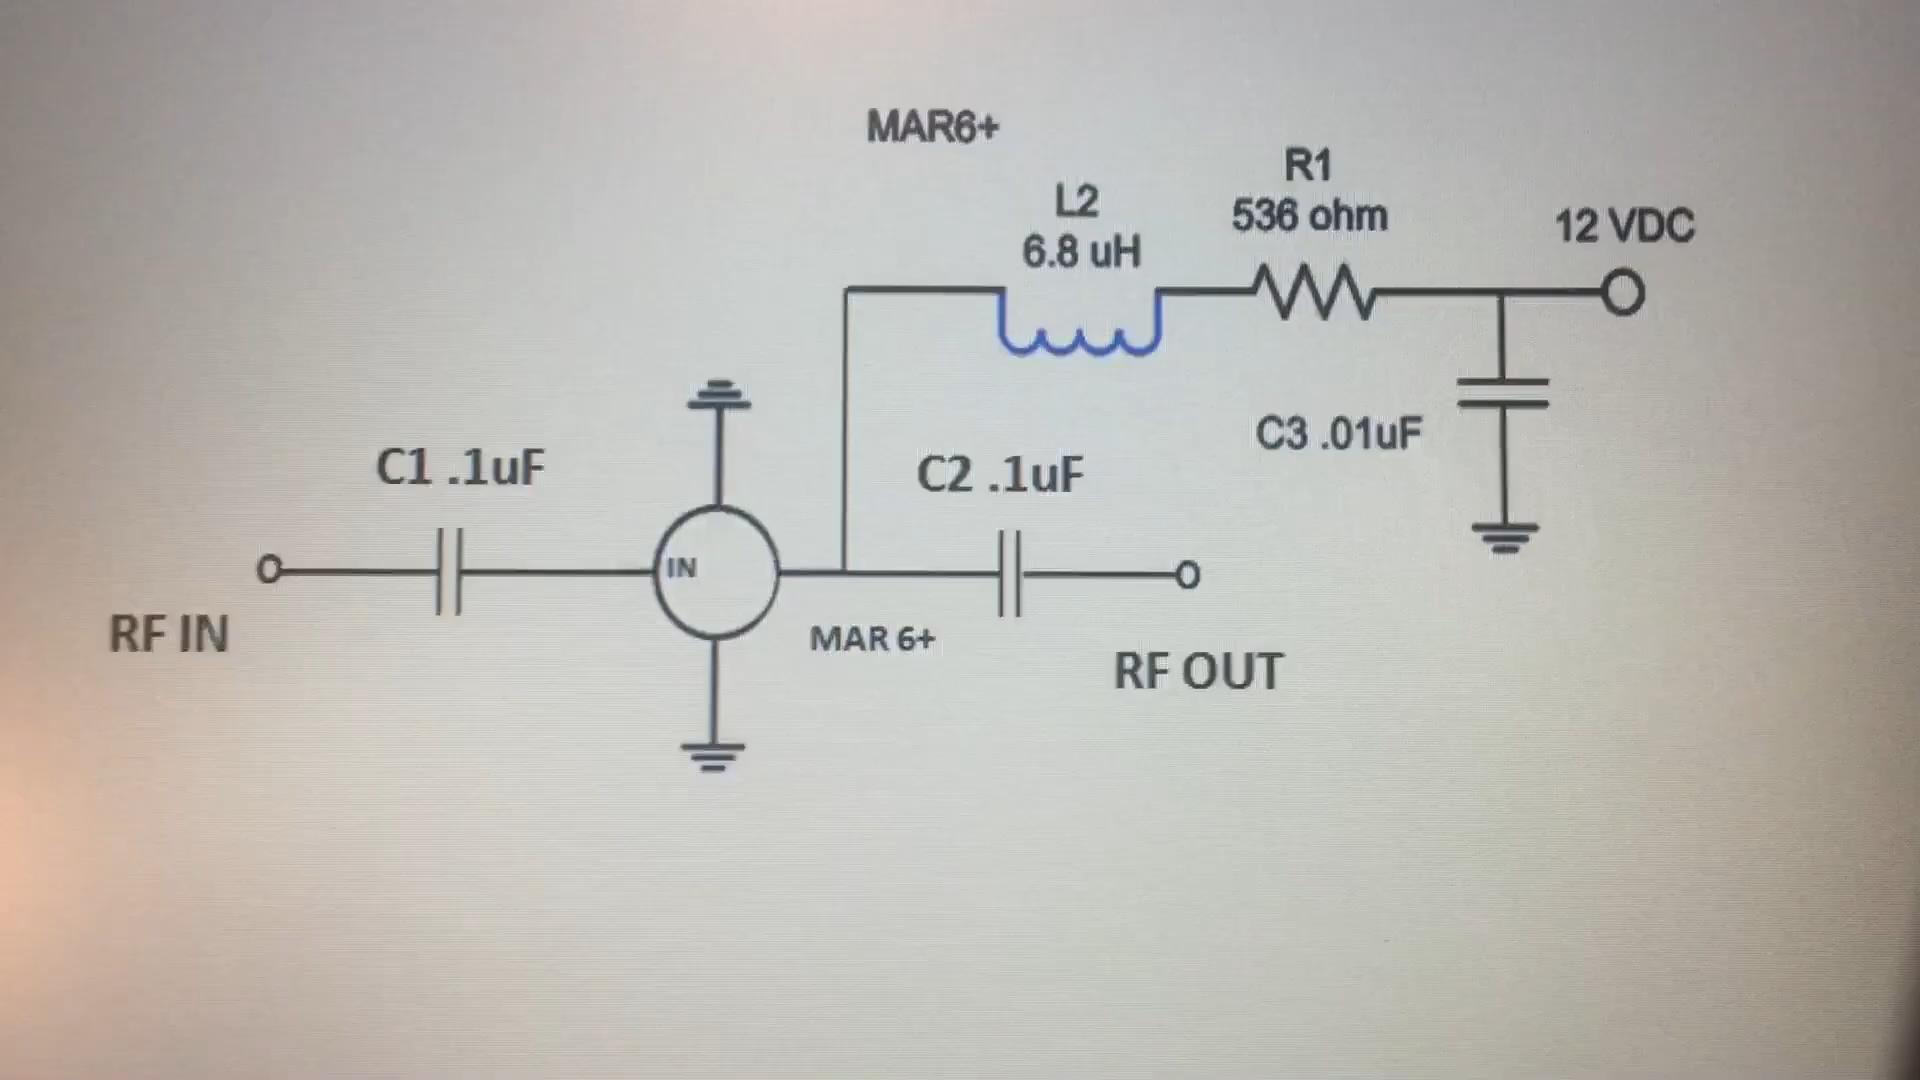 MAR6+
R1
536 ohm
L2
6.8 uH
12 VDC
C3 .01uF
C1 .1uF
C2 .1uF
IN
RF IN
MAR 6+
RF OUT